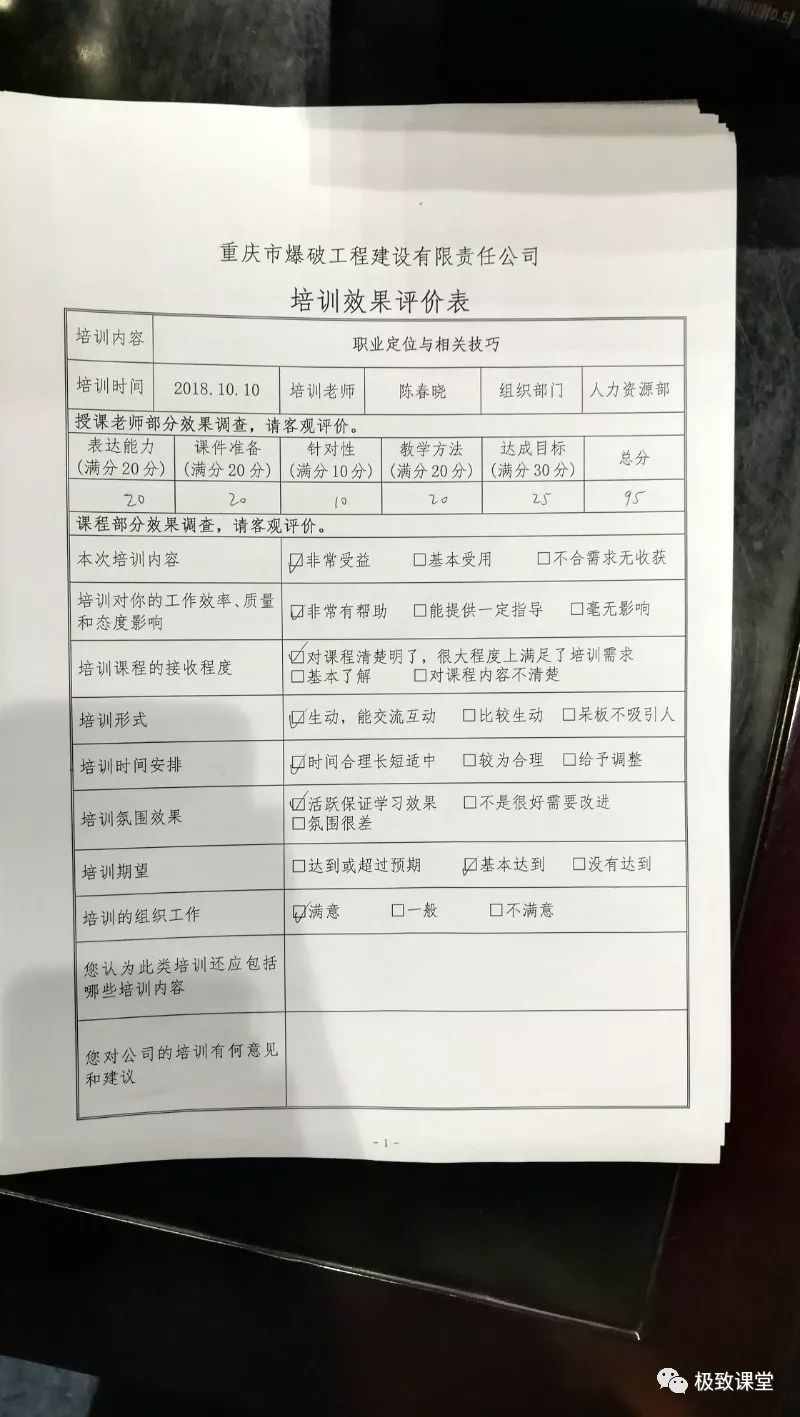 重庆市爆破工程建设有限责任公司
培训效果评价表
培训内容 职业定位与相关技巧
培训时间 2018.10.10 培训老师 陈春晓 组织部门 人力资源部
授课老师部分效果调查，请客观评价。
表达能力 课件准备 针对性 教学方法 达成目标 总分
(满分20分) (满分20分) (满分10分) (满分20分) (满分30分)
20 20 10 20 25 95
课程部分效果调查，请客观评价。
本次培训内容 ☑非常受益 □基本受用 □不合需求无收获
培训对你的工作效率、质量
和态度影响 ☑非常有帮助 □能提供一定指导 □毫无影响
培训课程的接收程度 ☑对课程清楚明了，很大程度上满足了培训需求
□基本了解 □对课程内容不清楚
培训形式 ☑生动，能交流互动 □比较生动 □呆板不吸引人
培训时间安排 ☑时间合理长短适中 □较为合理 □给予调整
培训氛围效果 ☑活跃保证学习效果 □不是很好需要改进
□氛围很差
培训期望 □达到或超过预期 ☑基本达到 □没有达到
培训的组织工作 ☑满意 □一般 □不满意
您认为此类培训还应包括
哪些培训内容
您对公司的培训有何意见
和建议
- 1 -
极致课堂